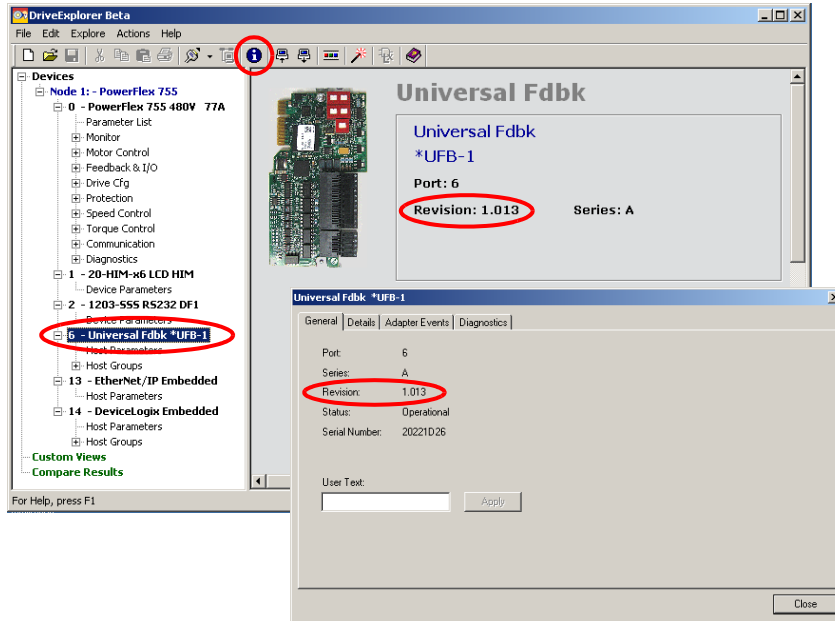 DriveExplorer Beta
File Edit Explore Actions Help
Devices
Node 1: - PowerFlex 755
0 - PowerFlex 755 480V 77A
Parameter List
Monitor
Motor Control
Feedback & I/O
Drive Cfg
Protection
Speed Control
Torque Control
Communication
Diagnostics
1 - 20-HIM-x6 LCD HIM
Device Parameters
2 - 1203-SSS RS232 DF1
Device Parameters
6 - Universal Fdbk *UFB-1
Host Parameters
Host Groups
13 - EtherNet/IP Embedded
Host Parameters
14 - DeviceLogix Embedded
Host Parameters
Host Groups
Custom Views
Compare Results
For Help, press F1
Universal Fdbk
Universal Fdbk
*UFB-1
Port: 6
Revision: 1.013 Series: A
Universal Fdbk *UFB-1
General Details Adapter Events Diagnostics
Port: 6
Series: A
Revision: 1.013
Status: Operational
Serial Number: 20221D26
User Text:
Apply
Close